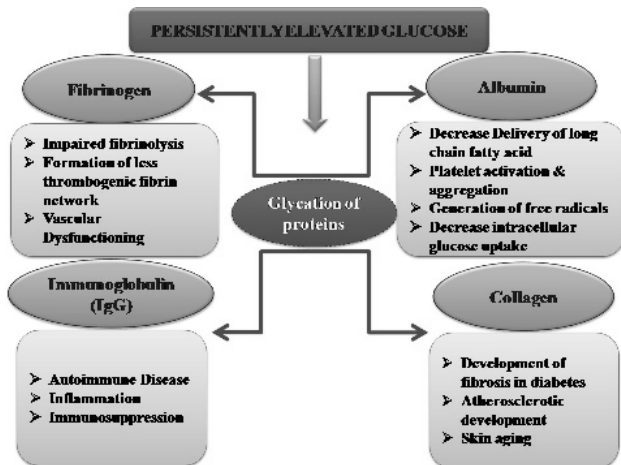 PERSISTENTLY ELEVATED GLUCOSE
Fibrinogen
➢ Impaired fibrinolysis
➢ Formation of less
thrombogenic fibrin
network
➢ Vascular
Dysfunctioning
Albumin
➢ Decrease Delivery of long
chain fatty acid
➢ Platelet activation &
aggregation
➢ Generation of free radicals
➢ Decrease intracellular
glucose uptake
Glycation of
proteins
Immunoglobulin
(IgG)
➢ Autoimmune Disease
➢ Inflammation
➢ Immunosuppression
Collagen
➢ Development of
fibrosis in diabetes
➢ Atherosclerotic
development
➢ Skin aging